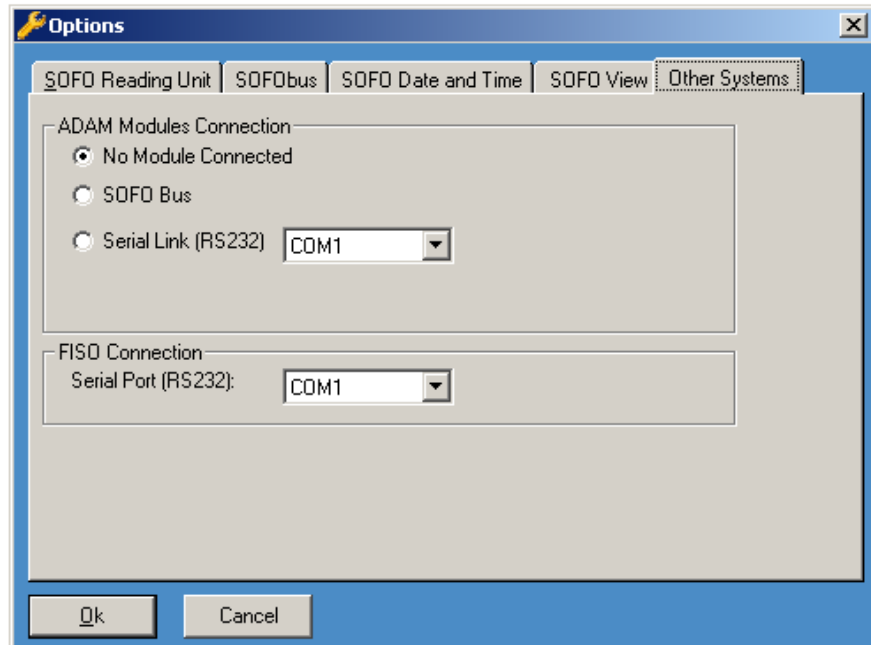 Options
SOFO Reading Unit SOFObus SOFO Date and Time SOFO View Other Systems
ADAM Modules Connection
No Module Connected
SOFO Bus
Serial Link (RS232) COM1
FISO Connection
Serial Port (RS232): COM1
Ok Cancel